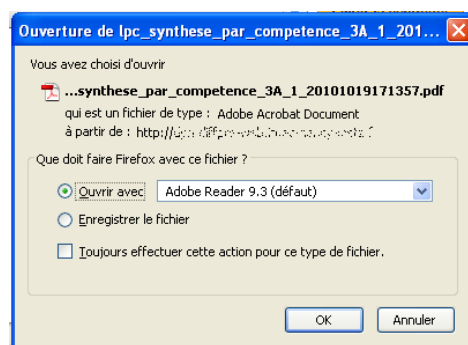 Ouverture de lpc_synthese_par_competence_3A_1_201...
Vous avez choisi d'ouvrir
...synthese_par_competence_3A_1_20101019171357.pdf
qui est un fichier de type : Adobe Acrobat Document
à partir de : http://
Que doit faire Firefox avec ce fichier ?
Ouvrir avec Adobe Reader 9.3 (défaut)
Enregistrer le fichier
Toujours effectuer cette action pour ce type de fichier.
OK Annuler